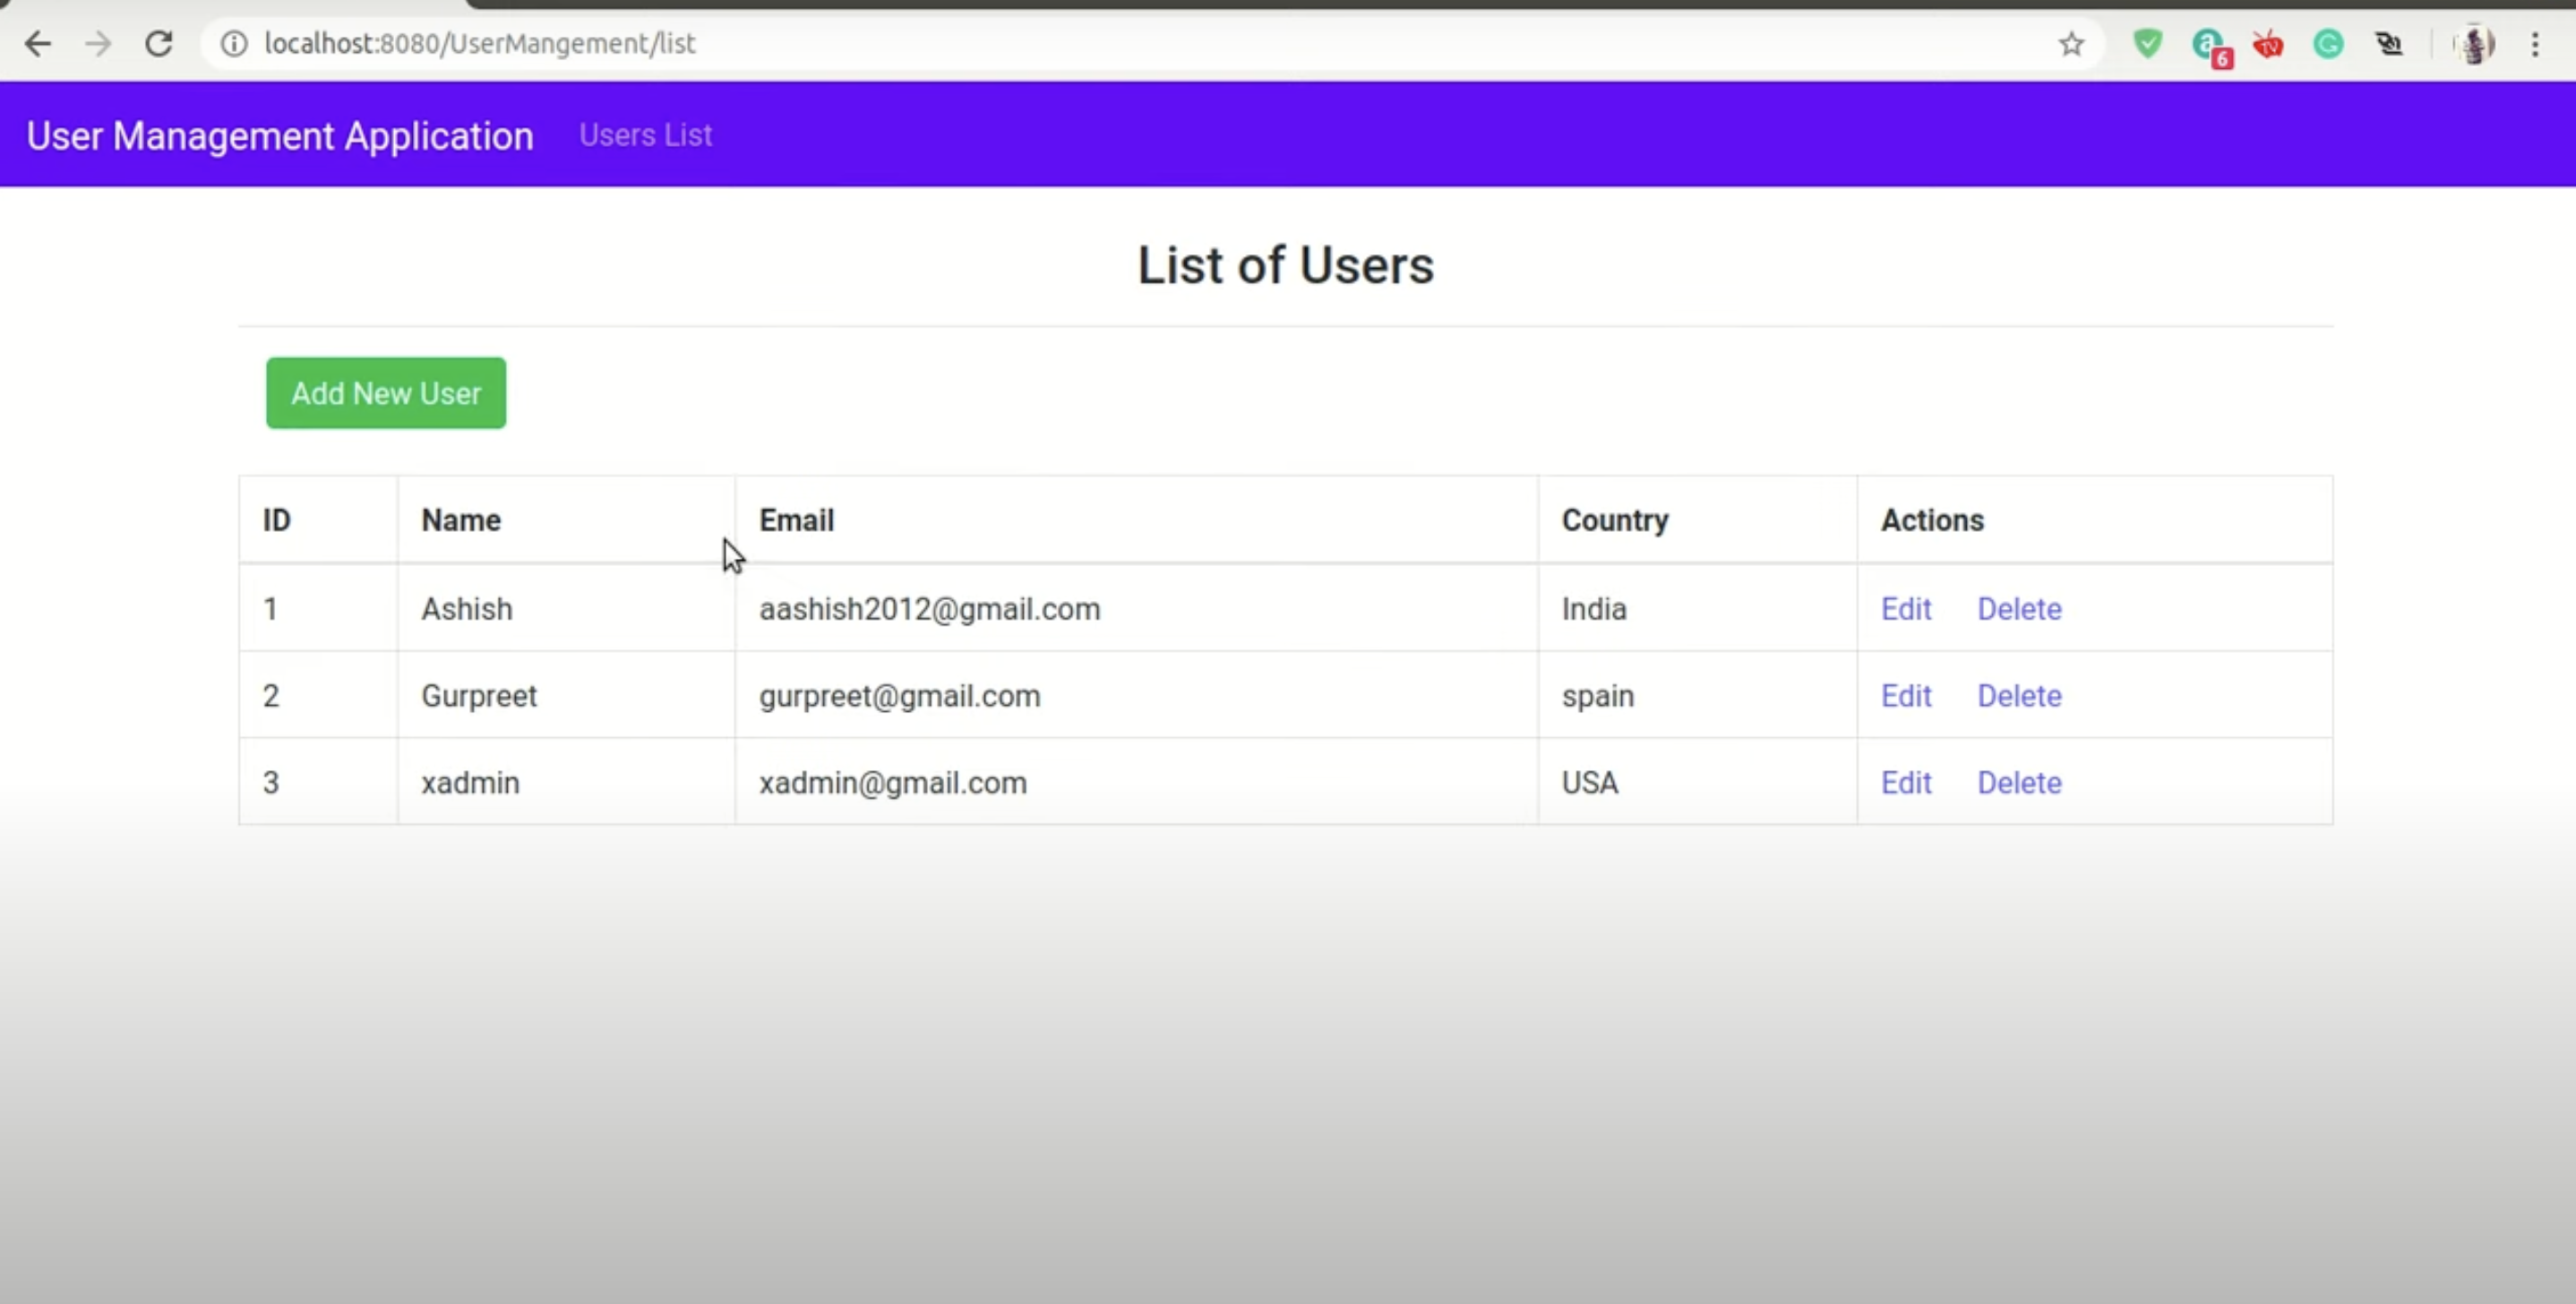 localhost:8080/UserMangement/list
6
TV
User Management Application Users List
List of Users
Add New User
ID Name Email Country Actions
1 Ashish aashish2012@gmail.com India Edit Delete
2 Gurpreet gurpreet@gmail.com spain Edit Delete
3 xadmin xadmin@gmail.com USA Edit Delete